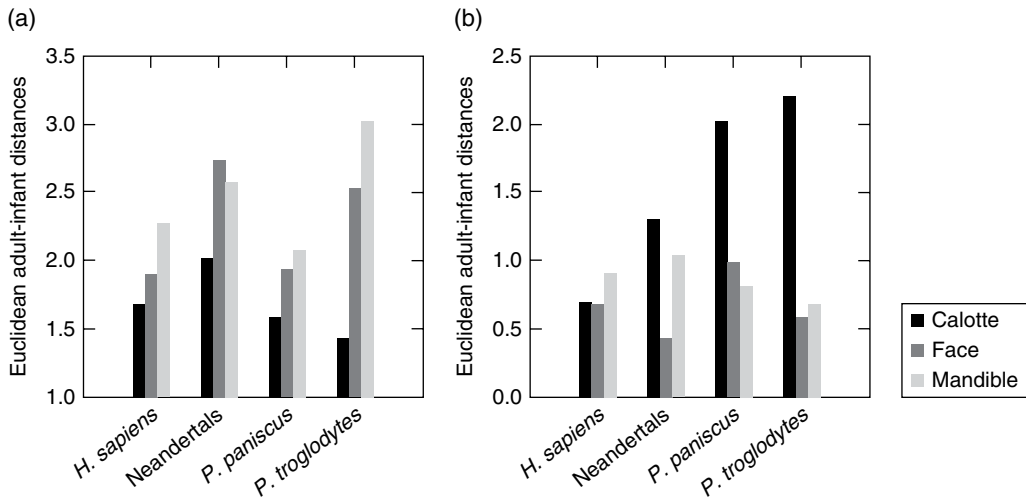 (a)
Euclidean adult-infant distances
3.5
3.0
2.5
2.0
1.5
1.0
H. sapiens
Neandertals
P. paniscus
P. troglodytes
(b)
Euclidean adult-infant distances
2.5
2.0
1.5
1.0
0.5
0.0
H. sapiens
Neandertals
P. paniscus
P. troglodytes
Calotte
Face
Mandible